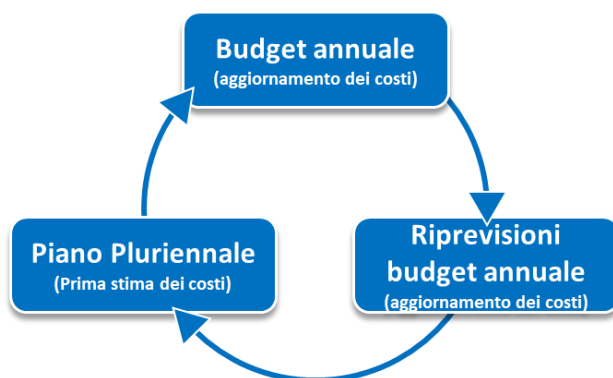 Budget annuale
(aggiornamento dei costi)
Piano Pluriennale
(Prima stima dei costi)
Riprevisioni
budget annuale
(aggiornamento dei costi)